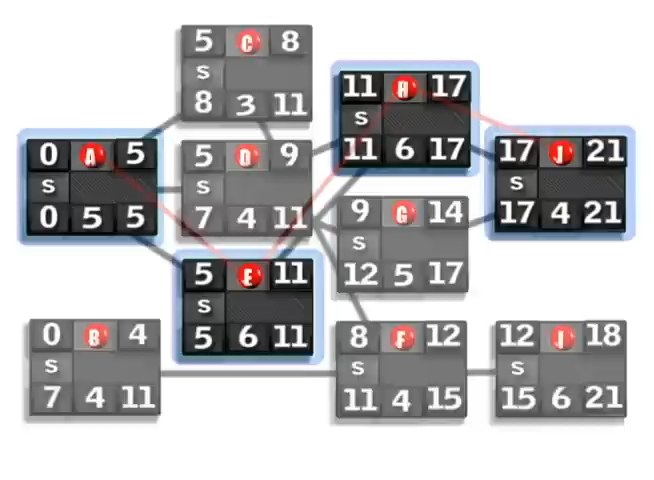 0 A 5
S
0 5 5
5 C 8
S
8 3 11
5 D 9
S
7 4 11
5 E 11
S
5 6 11
0 B 4
S
7 4 11
11 H 17
S
11 6 17
9 G 14
S
12 5 17
8 F 12
S
11 4 15
17 J 21
S
17 4 21
12 I 18
S
15 6 21